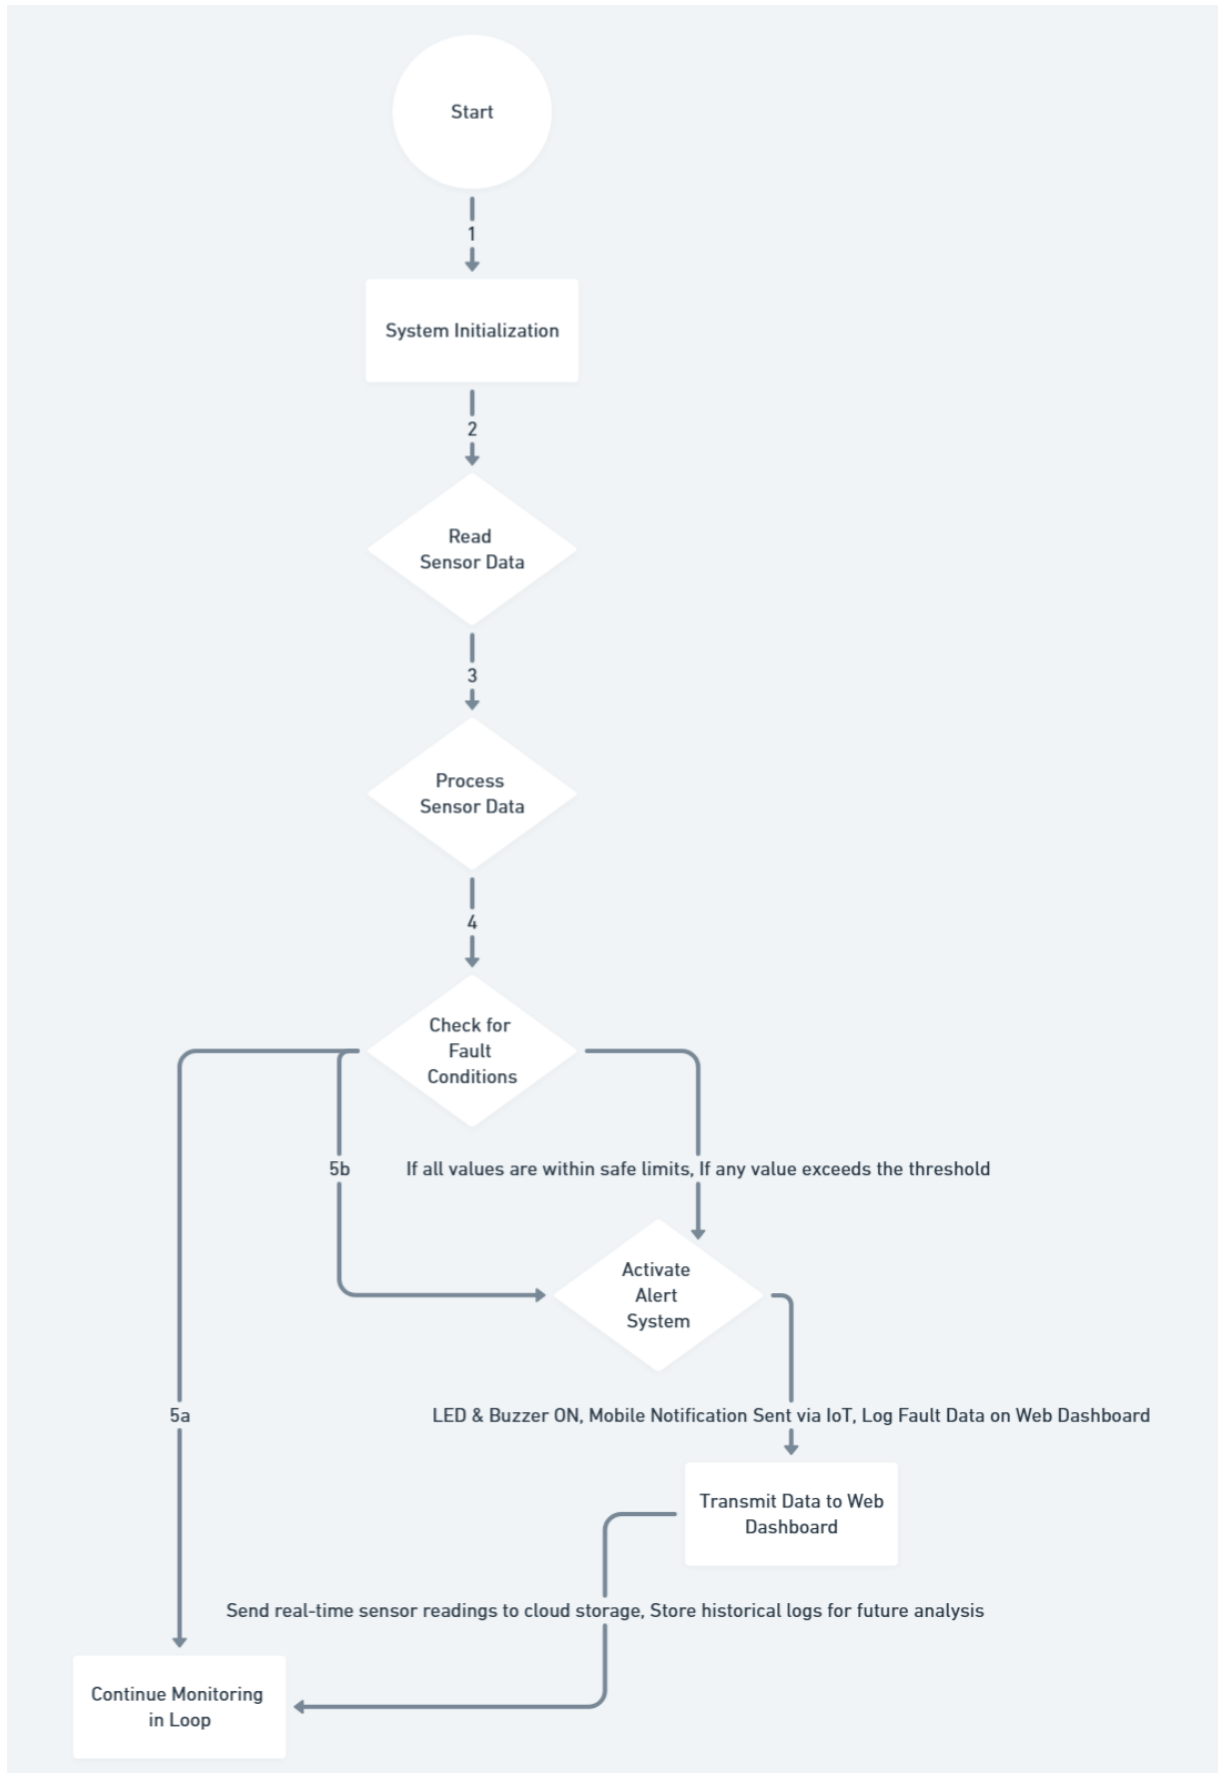 Start
1
System Initialization
2
Read
Sensor Data
3
Process
Sensor Data
4
Check for
Fault
Conditions
5b
If all values are within safe limits, If any value exceeds the threshold
Activate
Alert
System
5a
LED & Buzzer ON, Mobile Notification Sent via IoT, Log Fault Data on Web Dashboard
Transmit Data to Web
Dashboard
Send real-time sensor readings to cloud storage, Store historical logs for future analysis
Continue Monitoring
in Loop